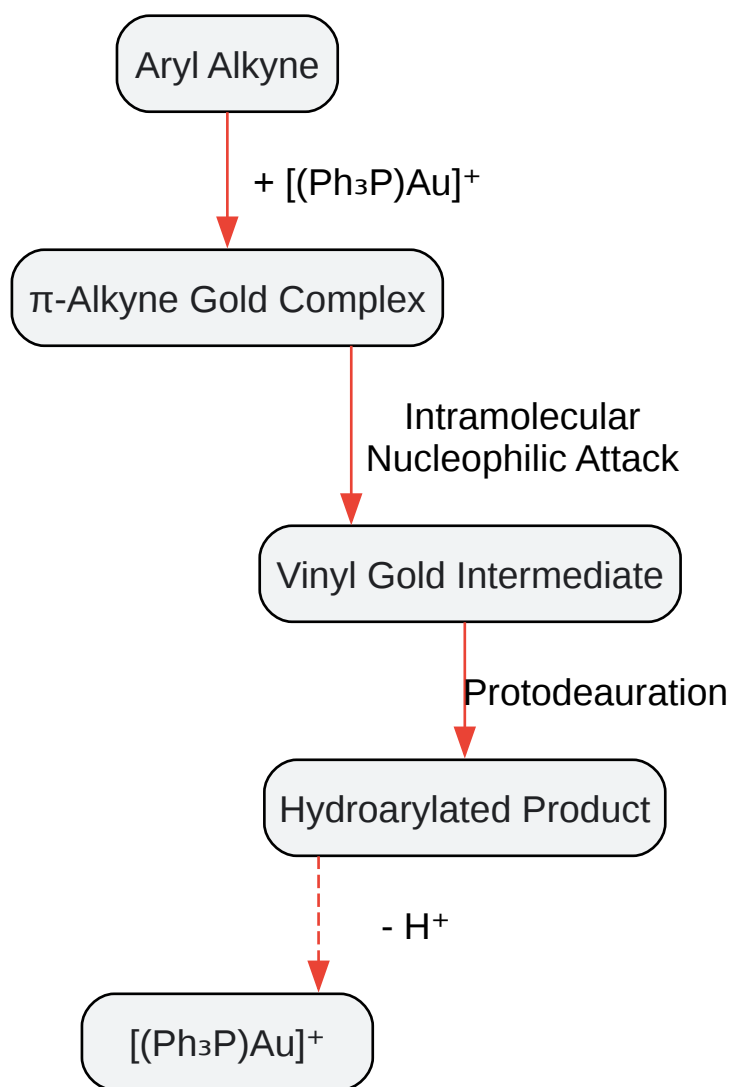 Aryl Alkyne
+ [(Ph₃P)Au]⁺
π-Alkyne Gold Complex
Intramolecular
Nucleophilic Attack
Vinyl Gold Intermediate
Protodeauration
Hydroarylated Product
- H⁺
[(Ph₃P)Au]⁺